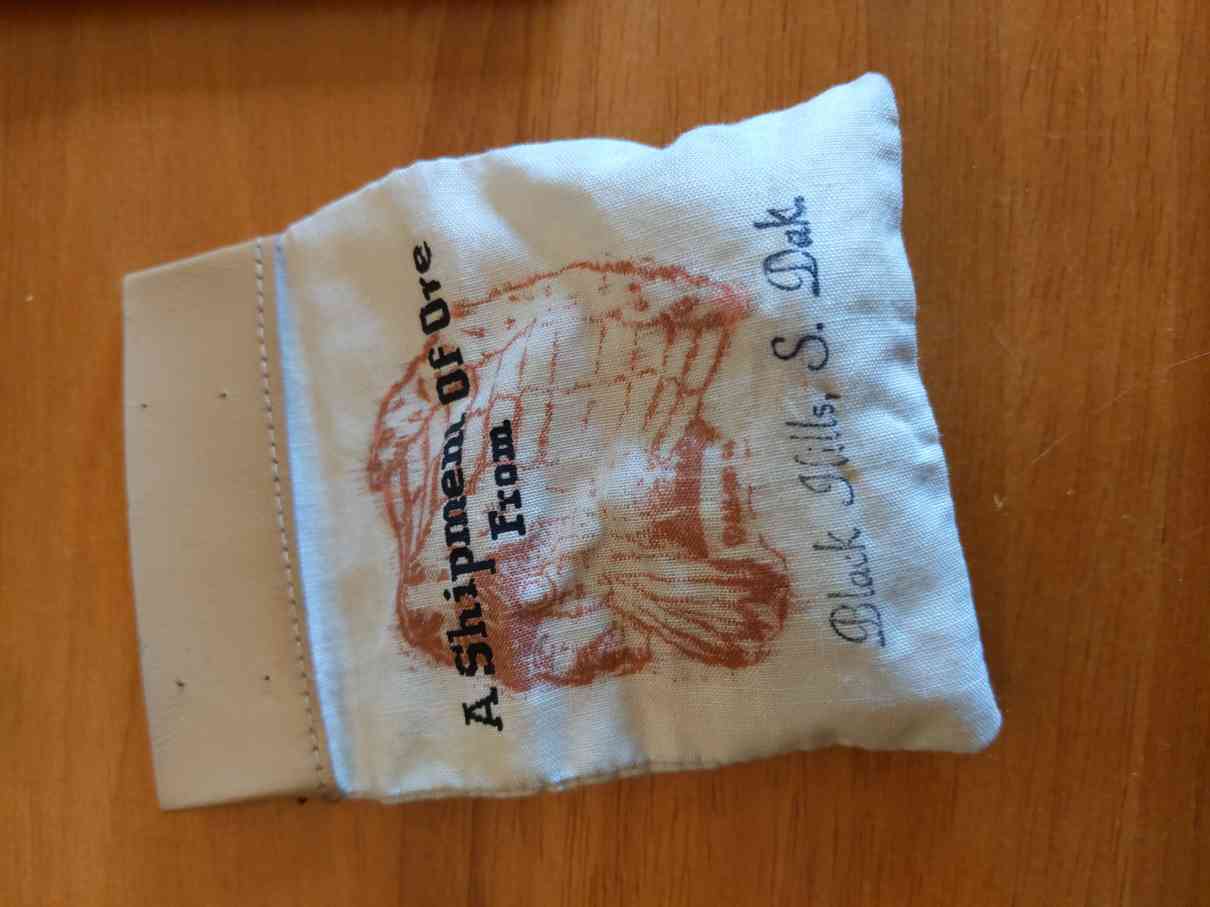 A Shipment Of Ore
From
Black Hills, S. Dak.